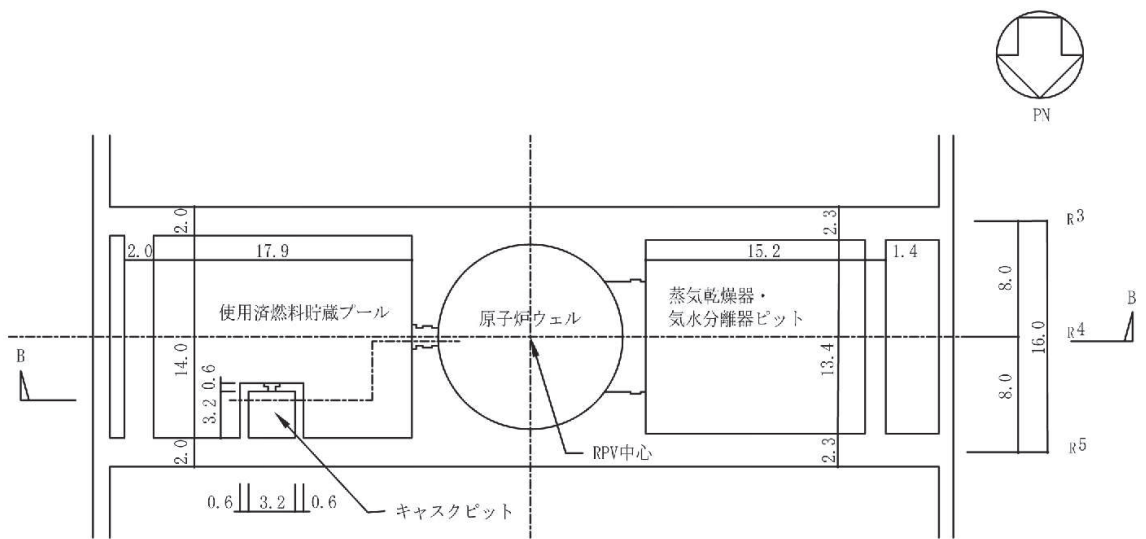 PN
2.0
2.3
R3
2.0
17.9
15.2
1.4
8.0
使用済燃料貯蔵プール
原子炉ウェル
蒸気乾燥器・
気水分離器ピット
B
R4
16.0
B
14.0
0.6
13.4
8.0
3.2
2.0
RPV中心
2.3
R5
0.6
3.2
0.6
キャスクピット